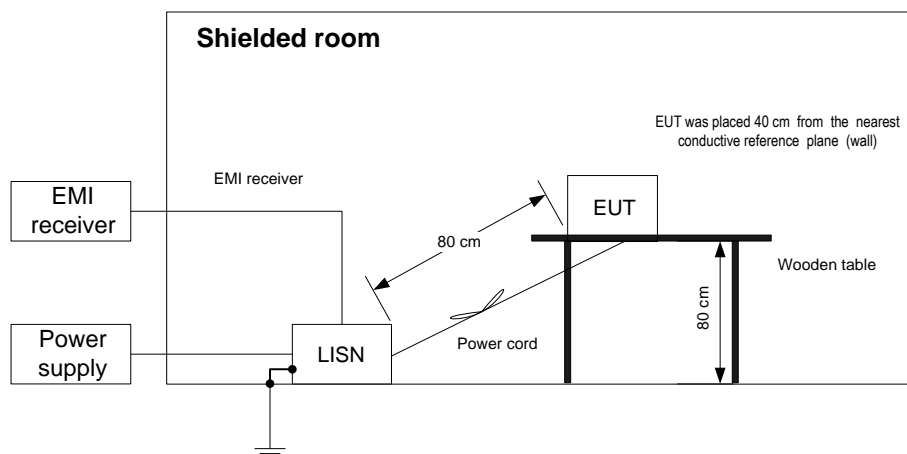 Shielded room
EUT was placed 40 cm from the nearest
conductive reference plane (wall)
EMI receiver
EMI
receiver
EUT
80 cm
Wooden table
80 cm
Power cord
LISN
Power
supply